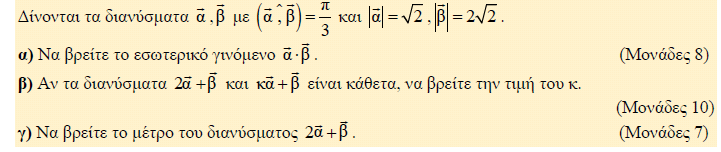 Δίνονται τα διανύσματα α⃗ , β⃗ με (α⃗ ,^ β⃗) = π/3 και |α⃗| = √2 , |β⃗| = 2√2 .
α) Να βρείτε το εσωτερικό γινόμενο α⃗ · β⃗ . (Μονάδες 8)
β) Αν τα διανύσματα 2α⃗ + β⃗ και κα⃗ + β⃗ είναι κάθετα, να βρείτε την τιμή του κ.
(Μονάδες 10)
γ) Να βρείτε το μέτρο του διανύσματος 2α⃗ + β⃗ . (Μονάδες 7)